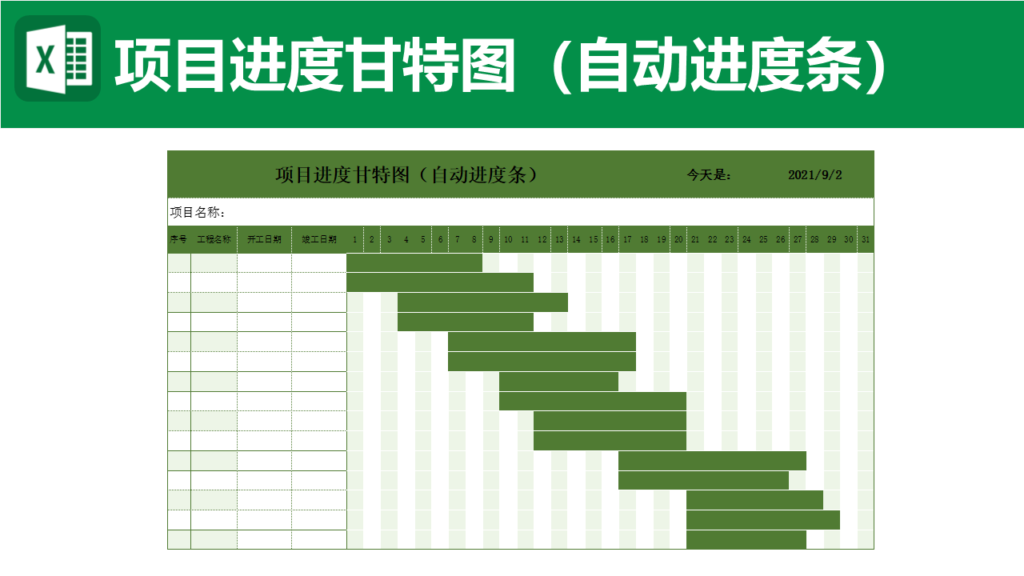 X
项目进度甘特图（自动进度条）
项目进度甘特图（自动进度条） 今天是： 2021/9/2
项目名称：
序号 工程名称 开工日期 竣工日期 1 2 3 4 5 6 7 8 9 10 11 12 13 14 15 16 17 18 19 20 21 22 23 24 25 26 27 28 29 30 31